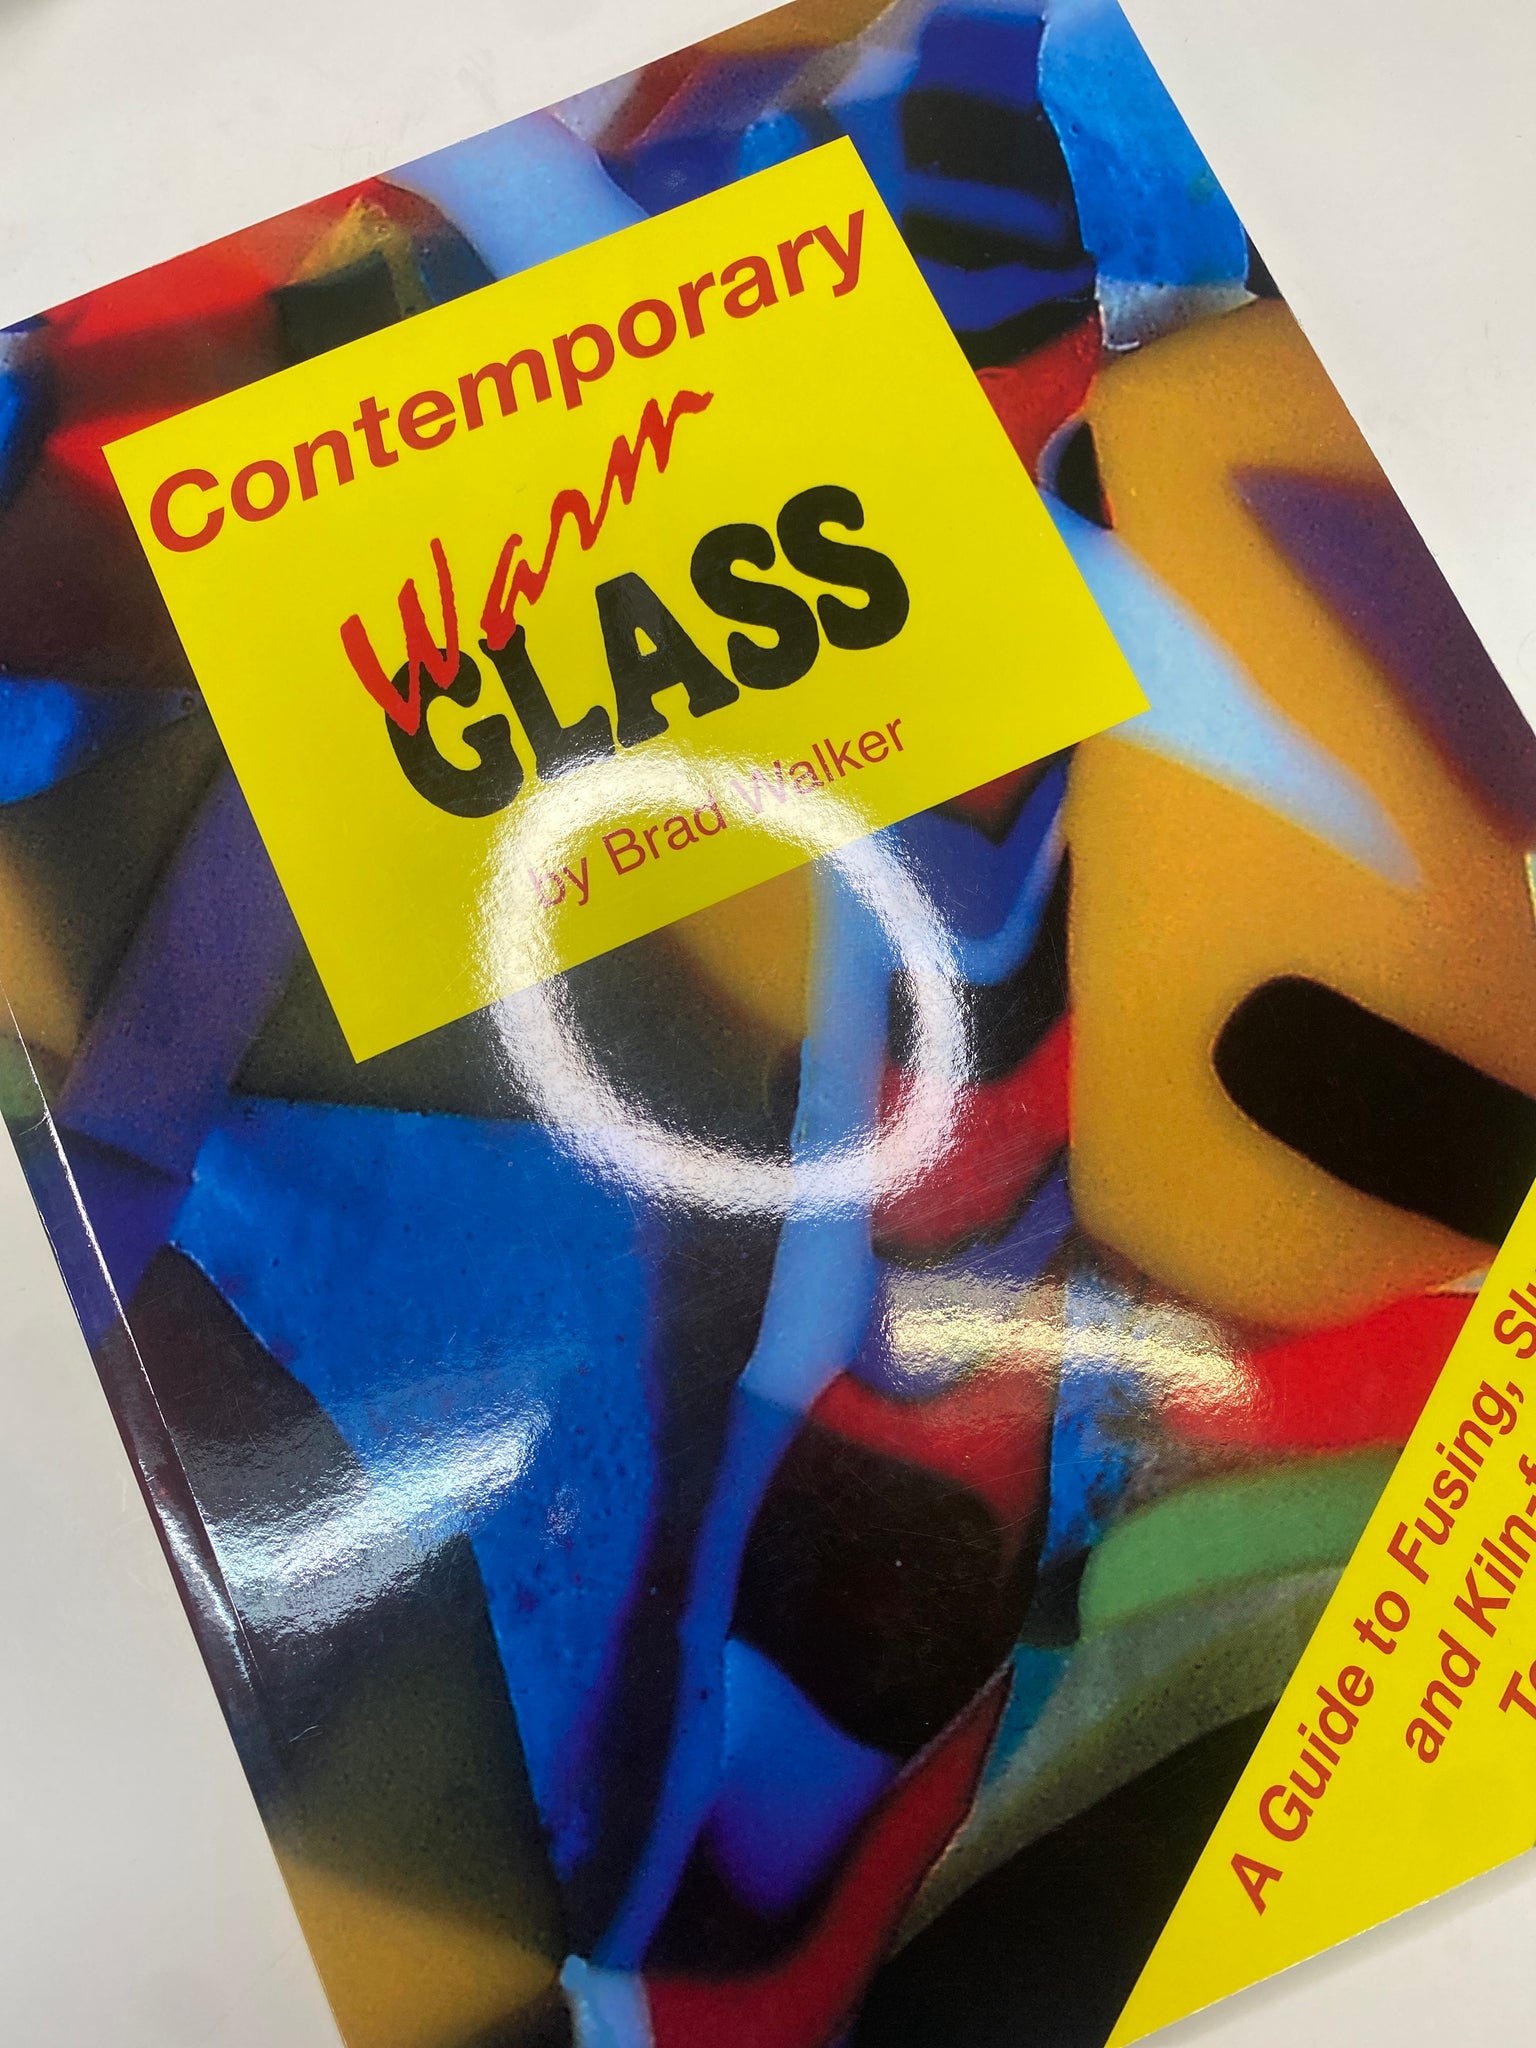 Contemporary
Warm
GLASS
by Brad Walker
A Guide to Fusing,
and